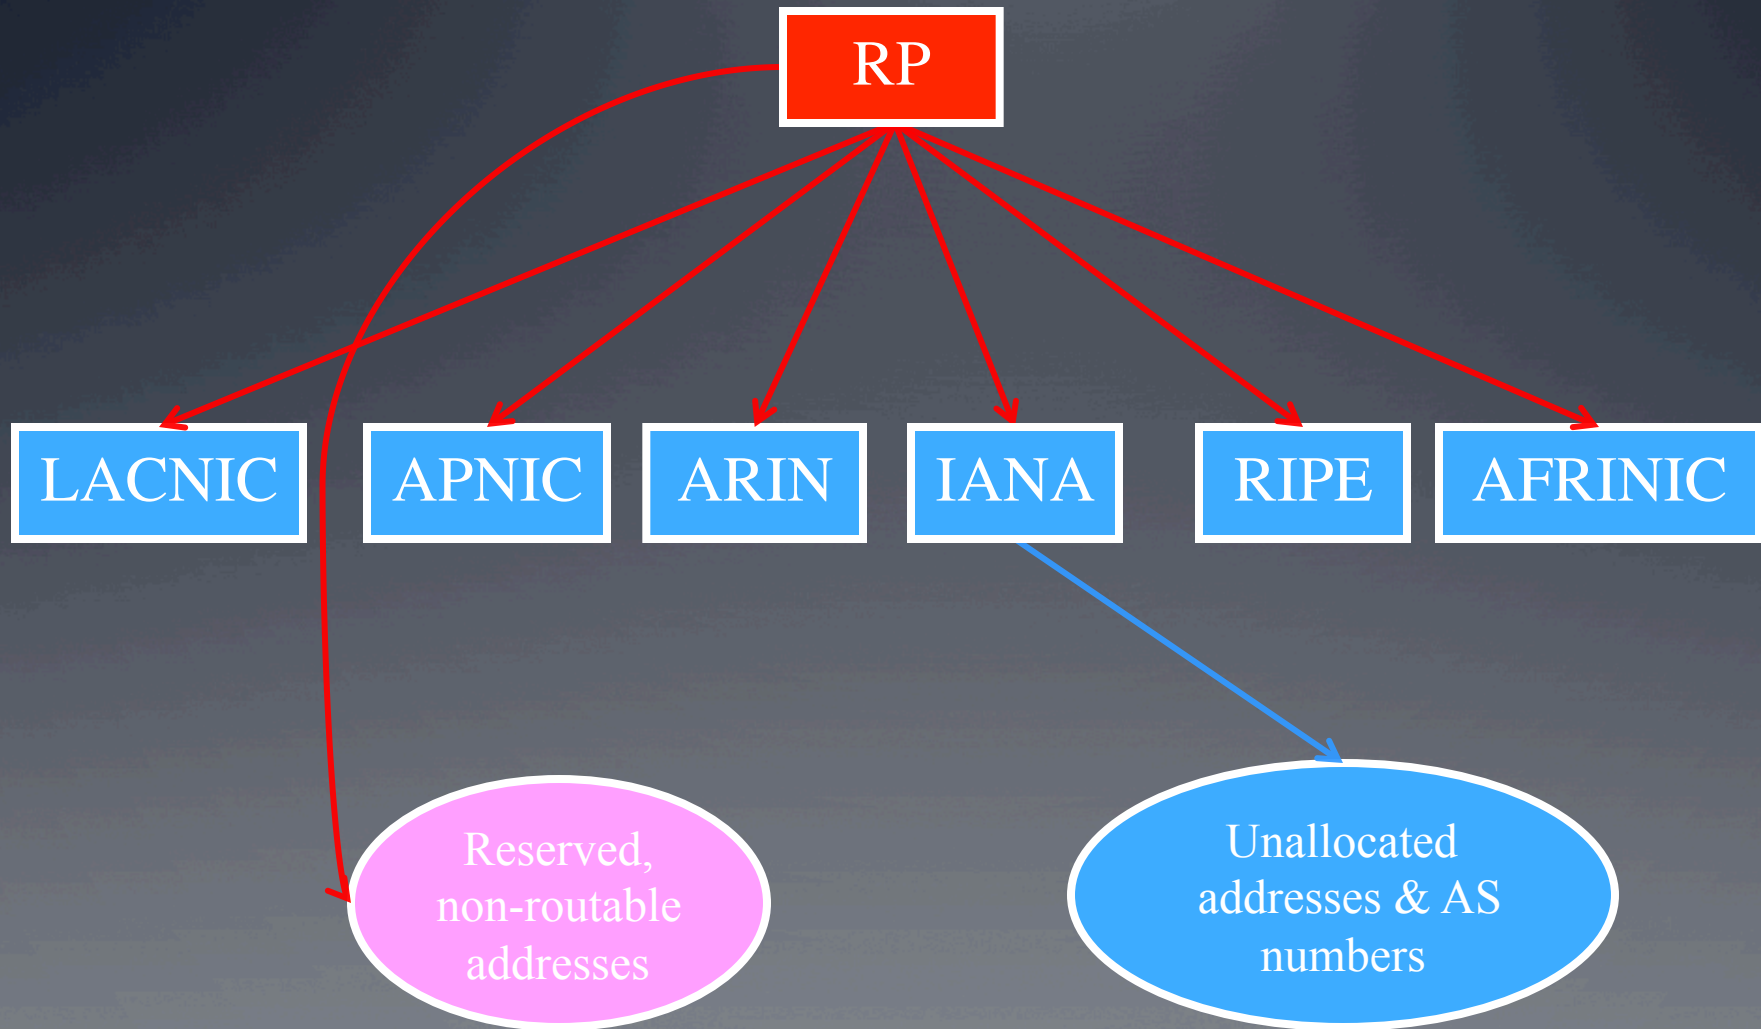 RP
LACNIC
APNIC
ARIN
IANA
RIPE
AFRINIC
Reserved,
non-routable
addresses
Unallocated
addresses & AS
numbers